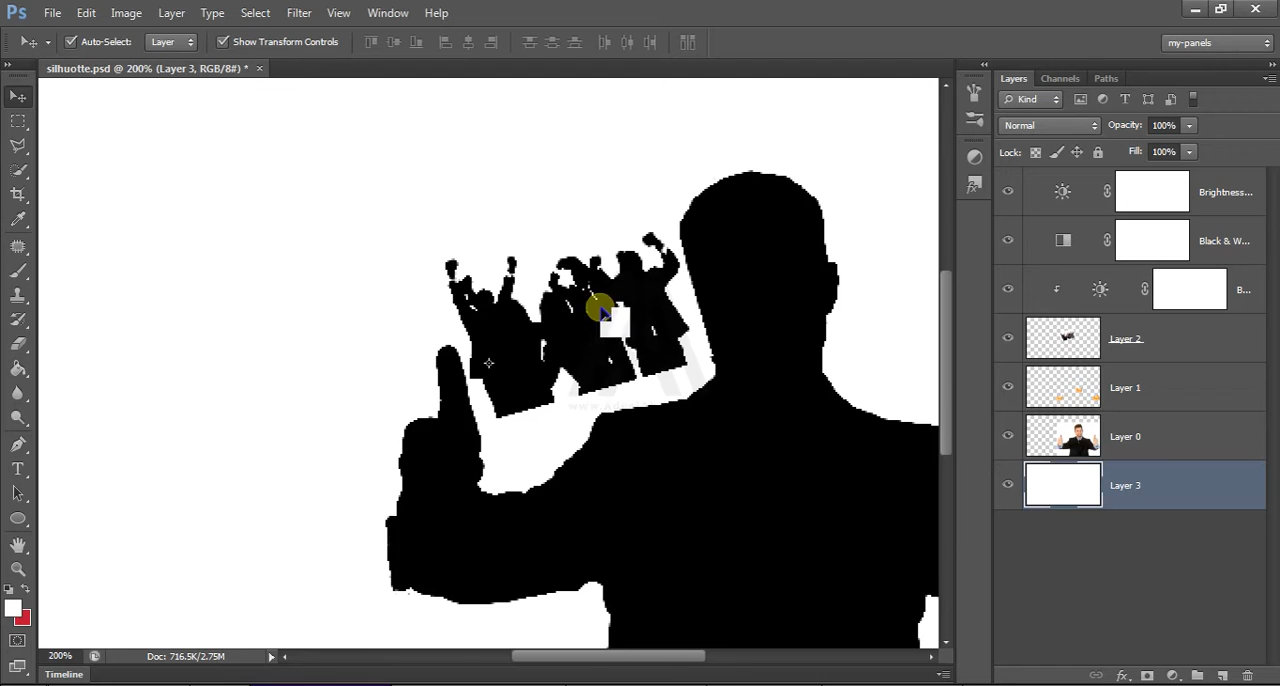 Ps File Edit Image Layer Type Select Filter View Window Help
Auto-Select: Layer Show Transform Controls my-panels
silhuotte.psd @ 200% (Layer 3, RGB/8#) *
Layers Channels Paths
Kind
Normal Opacity: 100%
Lock: Fill: 100%
Brightness...
Black & W...
B...
Layer 2
Layer 1
Layer 0
Layer 3
200% Doc: 716.5K/2.75M
Timeline